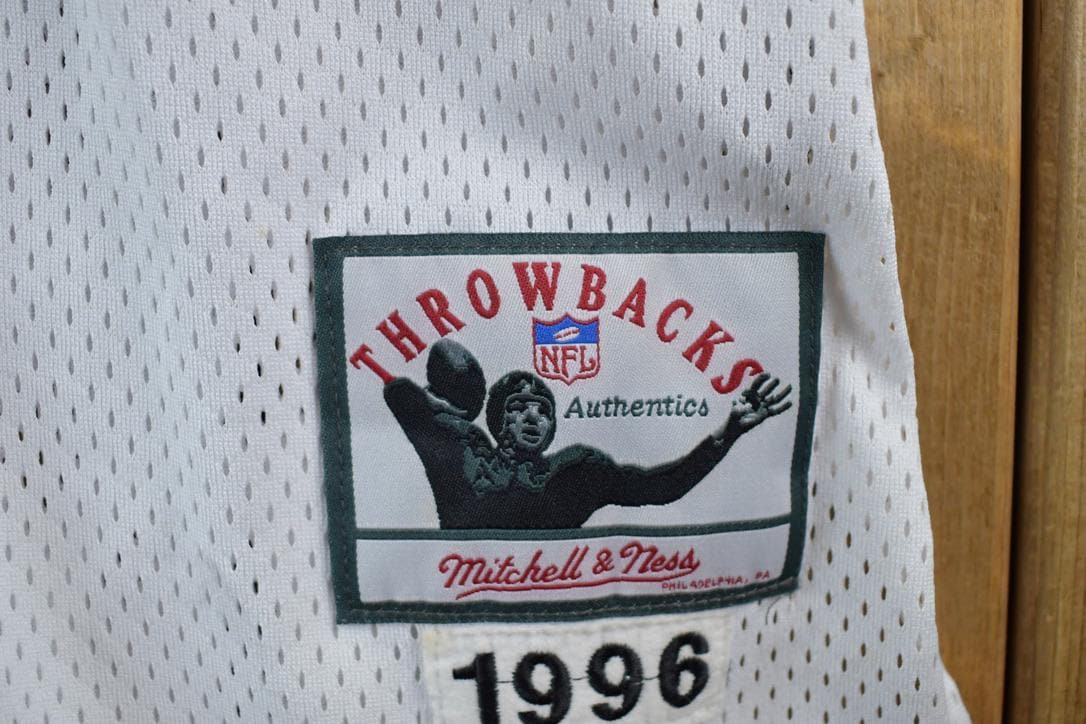 THROWBACKS
NFL
Authentics
Mitchell & Ness
PHILADELPHIA, PA
1996